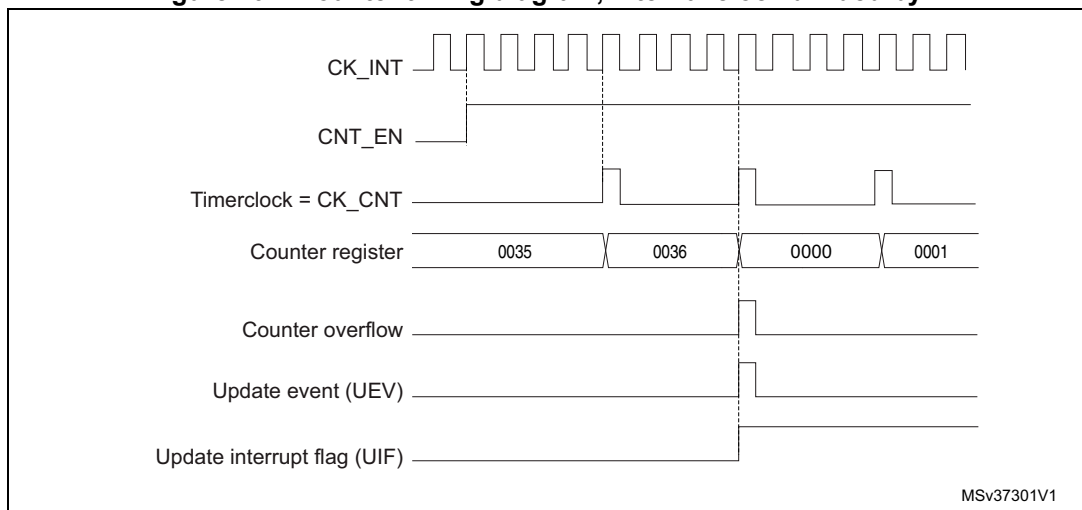 CK_INT
CNT_EN
Timerclock = CK_CNT
Counter register 0035 0036 0000 0001
Counter overflow
Update event (UEV)
Update interrupt flag (UIF)
MSv37301V1